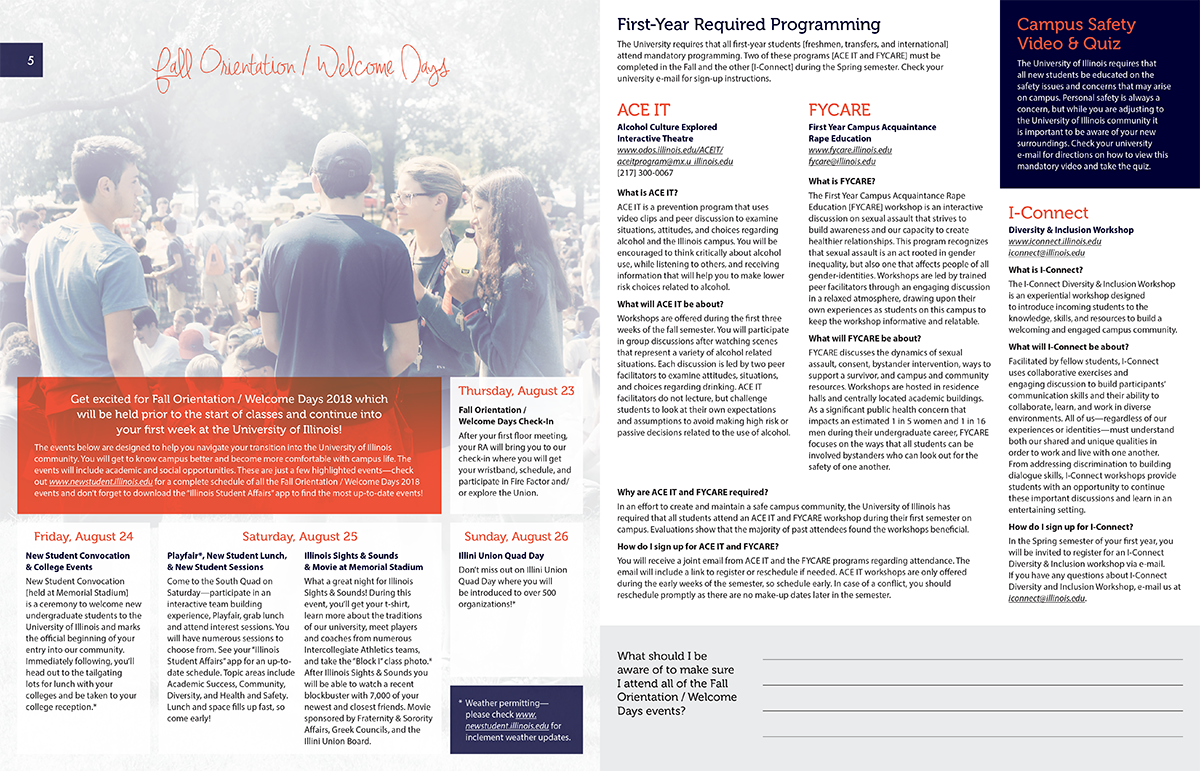 5
Fall Orientation / Welcome Days
Get excited for Fall Orientation / Welcome Days 2018 which
will be held prior to the start of classes and continue into
your first week at the University of Illinois!
The events below are designed to help you navigate your transition into the University of Illinois
community. You will get to know campus better and become more comfortable with campus life. The
events will include academic and social opportunities. These are just a few highlighted events—check
out www.newstudent.illinois.edu for a complete schedule of all the Fall Orientation / Welcome Days 2018
events and don't forget to download the "Illinois Student Affairs" app to find the most up-to-date events!
Thursday, August 23
Fall Orientation /
Welcome Days Check-In
After your first floor meeting,
your RA will bring you to our
check-in where you will get
your wristband, schedule, and
participate in Fire Factor and/
or explore the Union.
Friday, August 24
New Student Convocation
& College Events
New Student Convocation
[held at Memorial Stadium]
is a ceremony to welcome new
undergraduate students to the
University of Illinois and marks
the official beginning of your
entry into our community.
Immediately following, you'll
head out to the tailgating
lots for lunch with your
colleges and be taken to your
college reception.*
Saturday, August 25
Playfair*, New Student Lunch,
& New Student Sessions
Come to the South Quad on
Saturday—participate in an
interactive team building
experience, Playfair, grab lunch
and attend interest sessions. You
will have numerous sessions to
choose from. See your "Illinois
Student Affairs" app for an up-to-
date schedule. Topic areas include
Academic Success, Community,
Diversity, and Health and Safety.
Lunch and space fills up fast, so
come early!
Illinois Sights & Sounds
& Movie at Memorial Stadium
What a great night for Illinois
Sights & Sounds! During this
event, you'll get your t-shirt,
learn more about the traditions
of our university, meet players
and coaches from numerous
Intercollegiate Athletics teams,
and take the "Block I" class photo.*
After Illinois Sights & Sounds you
will be able to watch a recent
blockbuster with 7,000 of your
newest and closest friends. Movie
sponsored by Fraternity & Sorority
Affairs, Greek Councils, and the
Illini Union Board.
Sunday, August 26
Illini Union Quad Day
Don't miss out on Illini Union
Quad Day where you will
be introduced to over 500
organizations!*
* Weather permitting—
please check www.
newstudent.illinois.edu for
inclement weather updates.
First-Year Required Programming
The University requires that all first-year students [freshmen, transfers, and international]
attend mandatory programming. Two of these programs [ACE IT and FYCARE] must be
completed in the Fall and the other [I-Connect] during the Spring semester. Check your
university e-mail for sign-up instructions.
ACE IT
Alcohol Culture Explored
Interactive Theatre
www.odos.illinois.edu/ACEIT/
aceitprogram@mx.u illinois.edu
[217] 300-0067
What is ACE IT?
ACE IT is a prevention program that uses
video clips and peer discussion to examine
situations, attitudes, and choices regarding
alcohol and the Illinois campus. You will be
encouraged to think critically about alcohol
use, while listening to others, and receiving
information that will help you to make lower
risk choices related to alcohol.
What will ACE IT be about?
Workshops are offered during the first three
weeks of the fall semester. You will participate
in group discussions after watching scenes
that represent a variety of alcohol related
situations. Each discussion is led by two peer
facilitators to examine attitudes, situations,
and choices regarding drinking. ACE IT
facilitators do not lecture, but challenge
students to look at their own expectations
and assumptions to avoid making high risk or
passive decisions related to the use of alcohol.
FYCARE
First Year Campus Acquaintance
Rape Education
www.fycare.illinois.edu
fycare@illinois.edu
What is FYCARE?
The First Year Campus Acquaintance Rape
Education [FYCARE] workshop is an interactive
discussion on sexual assault that strives to
build awareness and our capacity to create
healthier relationships. This program recognizes
that sexual assault is an act rooted in gender
inequality, but also one that affects people of all
gender-identities. Workshops are led by trained
peer facilitators through an engaging discussion
in a relaxed atmosphere, drawing upon their
own experiences as students on this campus to
keep the workshop informative and relatable.
What will FYCARE be about?
FYCARE discusses the dynamics of sexual
assault, consent, bystander intervention, ways to
support a survivor, and campus and community
resources. Workshops are hosted in residence
halls and centrally located academic buildings.
As a significant public health concern that
impacts an estimated 1 in 5 women and 1 in 16
men during their undergraduate career, FYCARE
focuses on the ways that all students can be
involved bystanders who can look out for the
safety of one another.
Why are ACE IT and FYCARE required?
In an effort to create and maintain a safe campus community, the University of Illinois has
required that all students attend an ACE IT and FYCARE workshop during their first semester on
campus. Evaluations show that the majority of past attendees found the workshops beneficial.
How do I sign up for ACE IT and FYCARE?
You will receive a joint email from ACE IT and the FYCARE programs regarding attendance. The
email will include a link to register or reschedule if needed. ACE IT workshops are only offered
during the early weeks of the semester, so schedule early. In case of a conflict, you should
reschedule promptly as there are no make-up dates later in the semester.
Campus Safety
Video & Quiz
The University of Illinois requires that
all new students be educated on the
safety issues and concerns that may arise
on campus. Personal safety is always a
concern, but while you are adjusting to
the University of Illinois community it
is important to be aware of your new
surroundings. Check your university
e-mail for directions on how to view this
mandatory video and take the quiz.
I-Connect
Diversity & Inclusion Workshop
www.iconnect.illinois.edu
iconnect@illinois.edu
What is I-Connect?
The I-Connect Diversity & Inclusion Workshop
is an experiential workshop designed
to introduce incoming students to the
knowledge, skills, and resources to build a
welcoming and engaged campus community.
What will I-Connect be about?
Facilitated by fellow students, I-Connect
uses collaborative exercises and
engaging discussion to build participants'
communication skills and their ability to
collaborate, learn, and work in diverse
environments. All of us—regardless of our
experiences or identities—must understand
both our shared and unique qualities in
order to work and live with one another.
From addressing discrimination to building
dialogue skills, I-Connect workshops provide
students with an opportunity to continue
these important discussions and learn in an
entertaining setting.
How do I sign up for I-Connect?
In the Spring semester of your first year, you
will be invited to register for an I-Connect
Diversity & Inclusion workshop via e-mail.
If you have any questions about I-Connect
Diversity and Inclusion Workshop, e-mail us at
iconnect@illinois.edu.
What should I be
aware of to make sure
I attend all of the Fall
Orientation / Welcome
Days events?